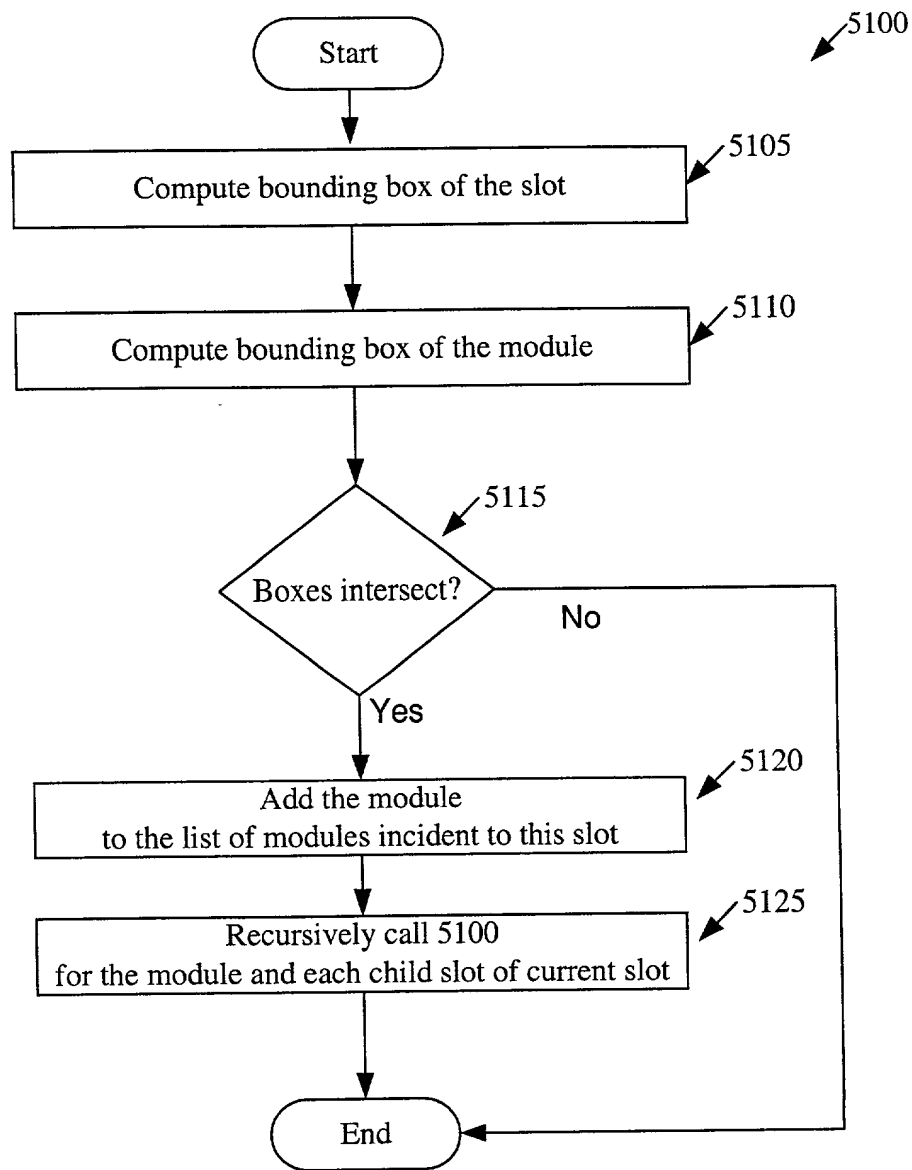 5100
Start
5105
Compute bounding box of the slot
5110
Compute bounding box of the module
5115
Boxes intersect?
No
Yes
5120
Add the module
to the list of modules incident to this slot
5125
Recursively call 5100
for the module and each child slot of current slot
End